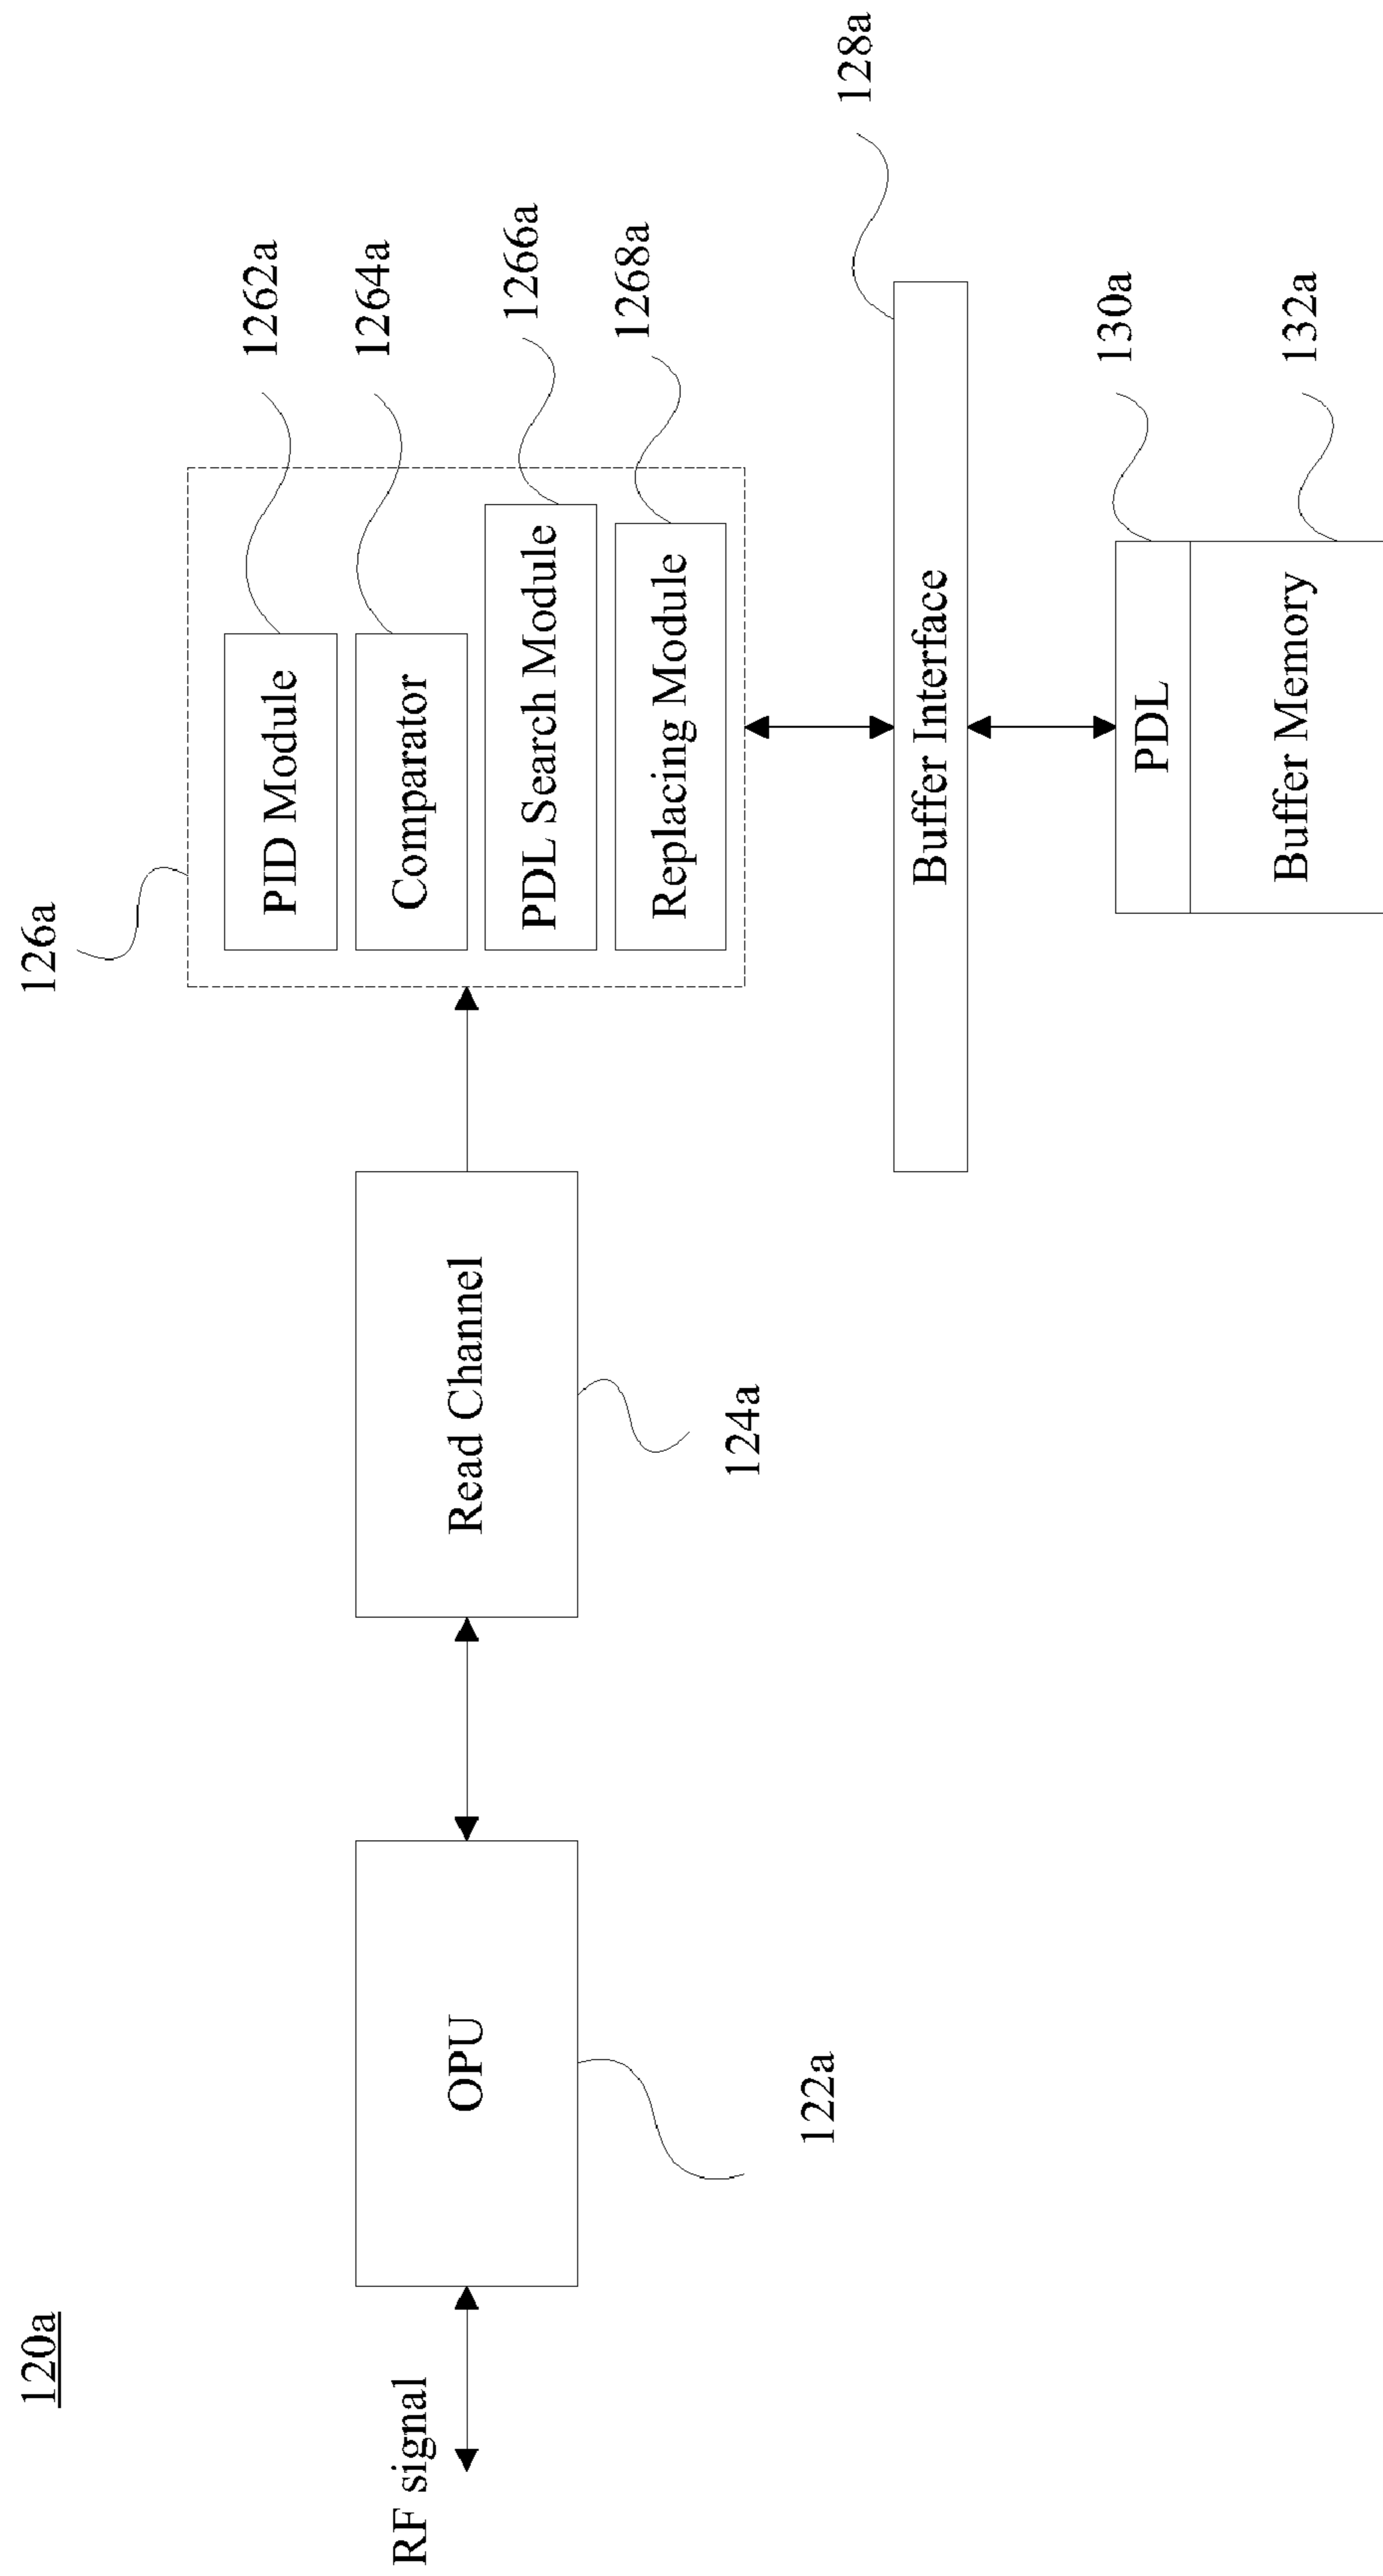 120a
126a
PID Module
1262a
Comparator
1264a
PDL Search Module
1266a
Replacing Module
1268a
RF signal
OPU
122a
Read Channel
124a
Buffer Interface
128a
PDL
130a
Buffer Memory
132a